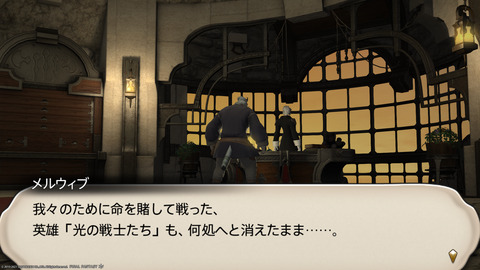 メルウィブ
我々のために命を賭して戦った、
英雄「光の戦士たち」も、何処へと消えたまま……。